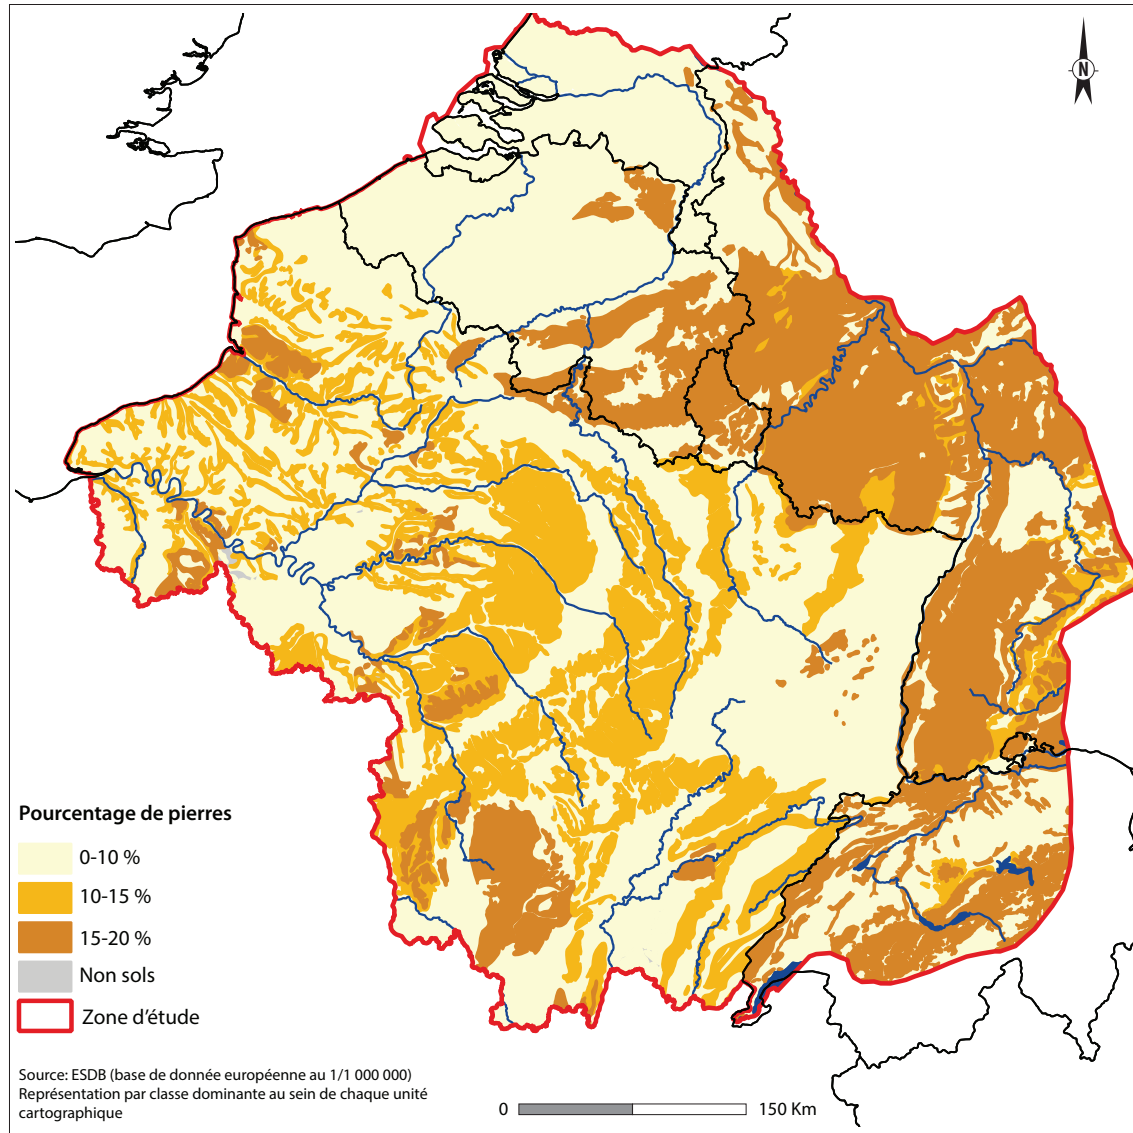 N
Pourcentage de pierres
0-10 %
10-15 %
15-20 %
Non sols
Zone d'étude
Source: ESDB (base de donnée européenne au 1/1 000 000)
Représentation par classe dominante au sein de chaque unité
cartographique
0 150 Km